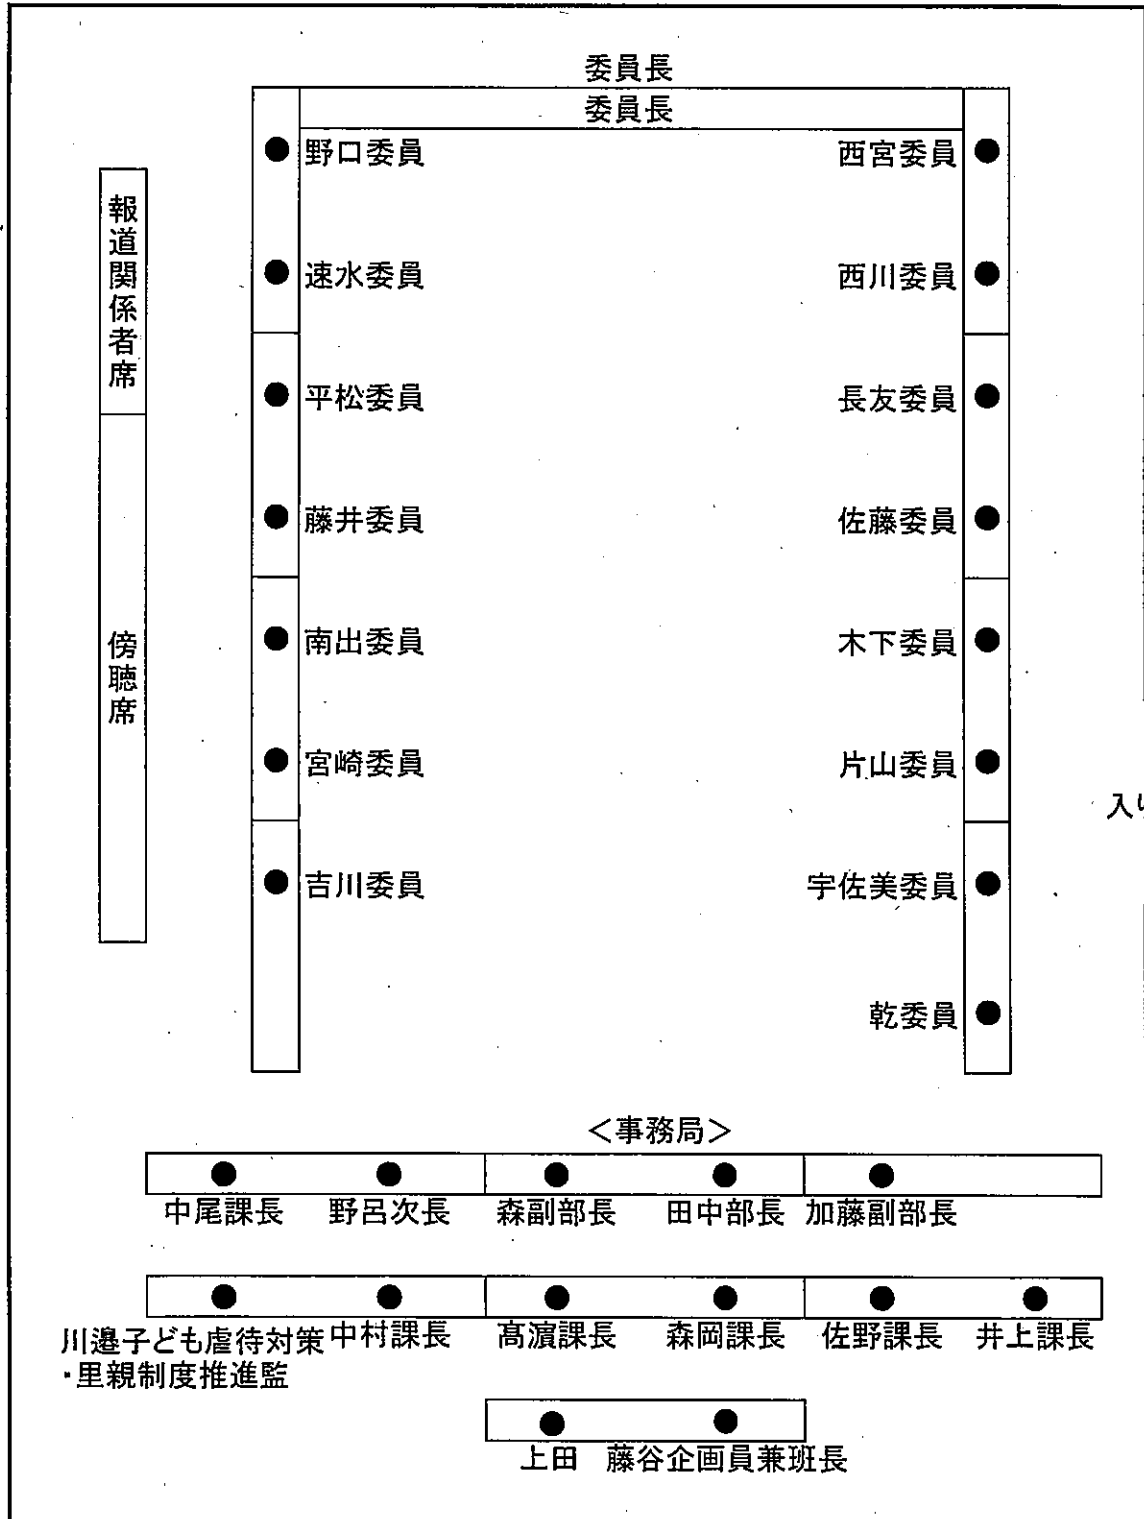 委員長
委員長
野口委員 西宮委員
速水委員 西川委員
平松委員 長友委員
藤井委員 佐藤委員
南出委員 木下委員
宮崎委員 片山委員
吉川委員 宇佐美委員
乾委員
報道関係者席
傍聴席
入り
＜事務局＞
中尾課長 野呂次長 森副部長 田中部長 加藤副部長
川邉子ども虐待対策 中村課長 髙濵課長 森岡課長 佐野課長 井上課長
・里親制度推進監
上田 藤谷企画員兼班長